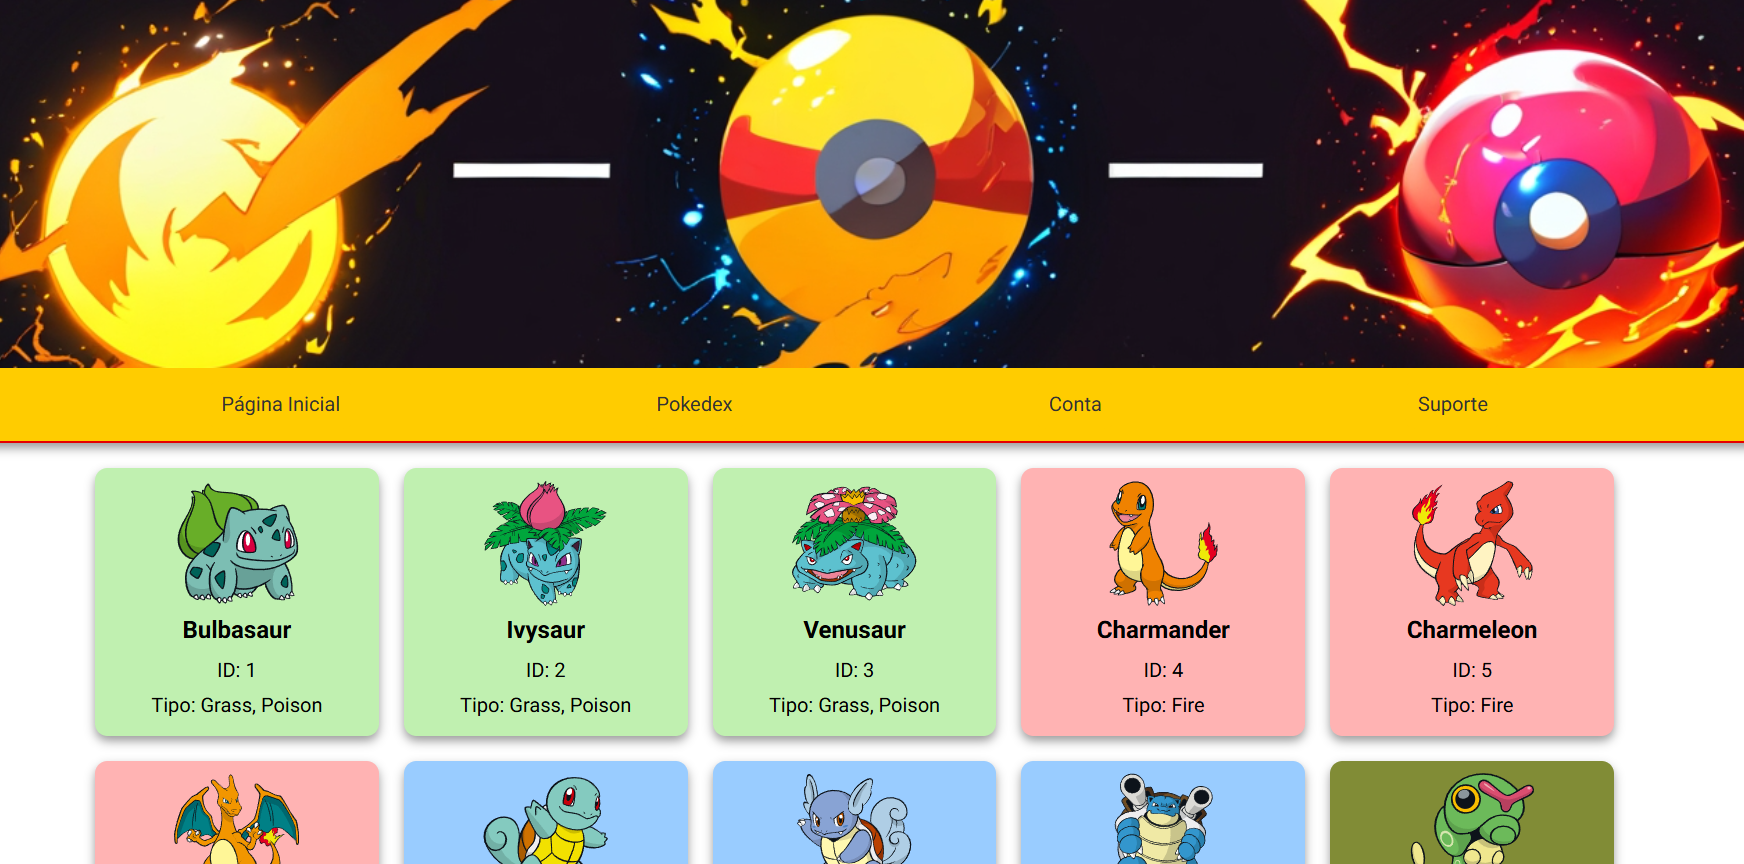 Página Inicial
Pokedex
Conta
Suporte
Bulbasaur
ID: 1
Tipo: Grass, Poison
Ivysaur
ID: 2
Tipo: Grass, Poison
Venusaur
ID: 3
Tipo: Grass, Poison
Charmander
ID: 4
Tipo: Fire
Charmeleon
ID: 5
Tipo: Fire